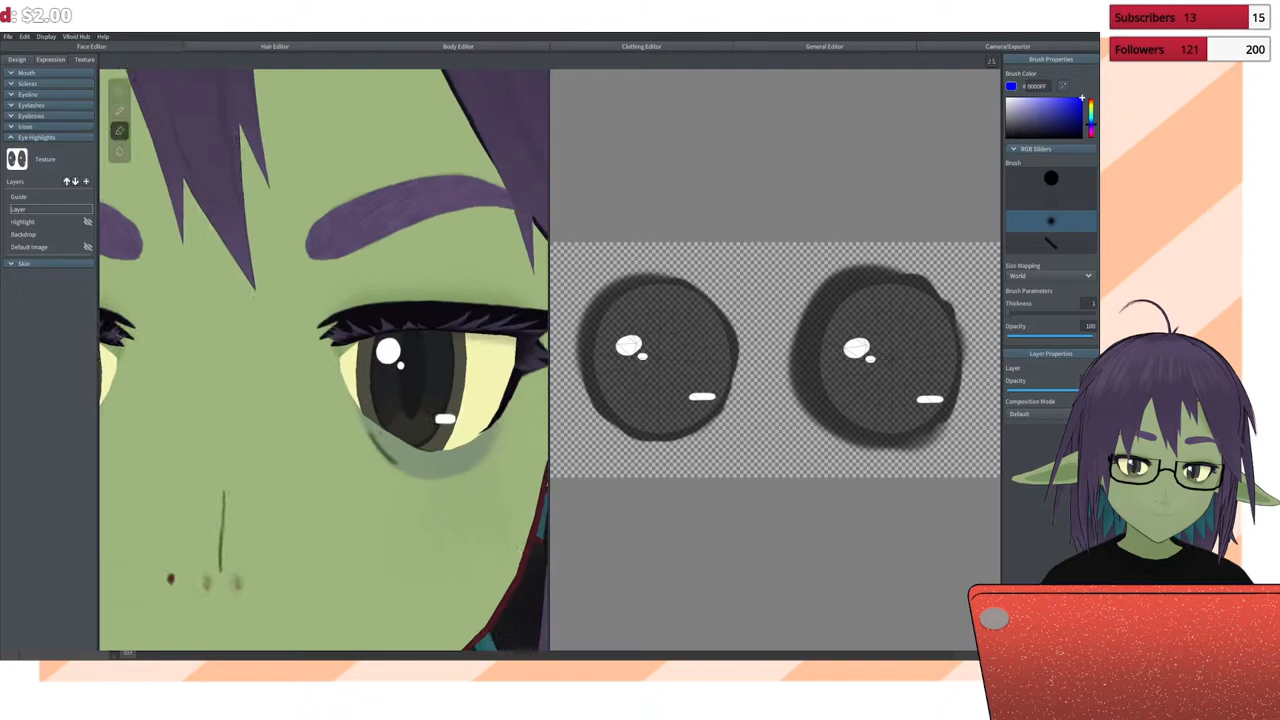 d: $2.00
Subscribers 13 15
Followers 121 200
File Edit Display VRoid Hub Help
Face Editor Hair Editor Body Editor Clothing Editor General Editor Camera/Exporter
Design Expression Texture
Mouth
Scleras
Eyeline
Eyelashes
Eyebrows
Irises
Eye Highlights
Texture
Layers
Guide
Layer
Highlight
Backdrop
Default Image
Skin
Brush Properties
Brush Color
# 0000FF
RGB Sliders
Brush
Size Mapping
World
Brush Parameters
Thickness 1
Opacity 100
Layer Properties
Layer
Opacity
Composition Mode
Default